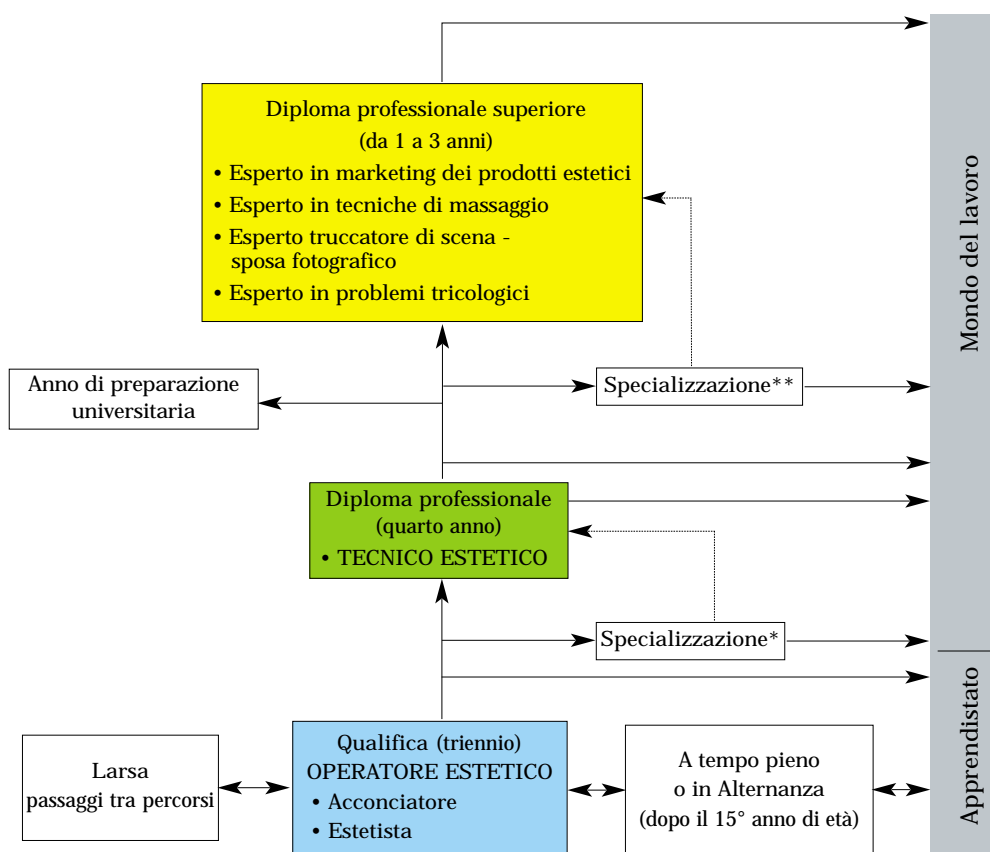 Diploma professionale superiore
(da 1 a 3 anni)
• Esperto in marketing dei prodotti estetici
• Esperto in tecniche di massaggio
• Esperto truccatore di scena -
sposa fotografico
• Esperto in problemi tricologici
Mondo del lavoro
Anno di preparazione
universitaria
Specializzazione**
Diploma professionale
(quarto anno)
• TECNICO ESTETICO
Specializzazione*
Larsa
passaggi tra percorsi
Qualifica (triennio)
OPERATORE ESTETICO
• Acconciatore
• Estetista
A tempo pieno
o in Alternanza
(dopo il 15° anno di età)
Apprendistato